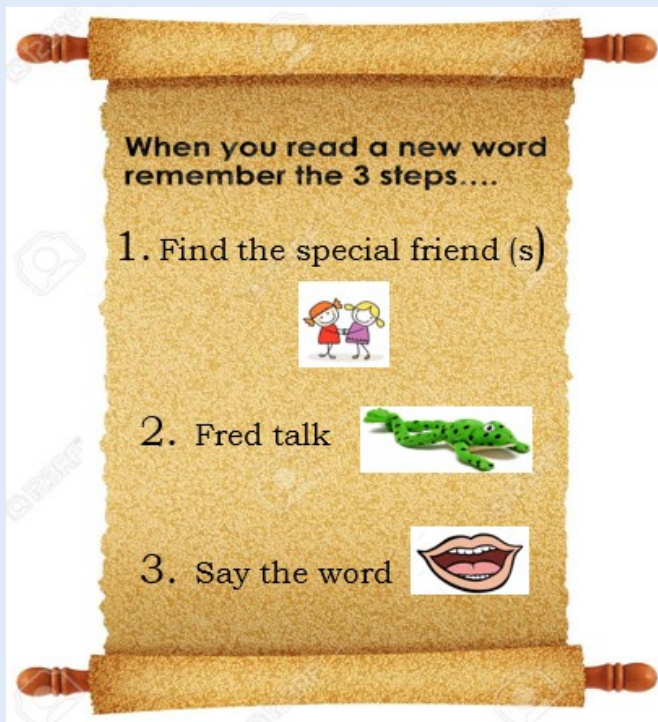 When you read a new word
remember the 3 steps....
1. Find the special friend (s)
2. Fred talk
3. Say the word